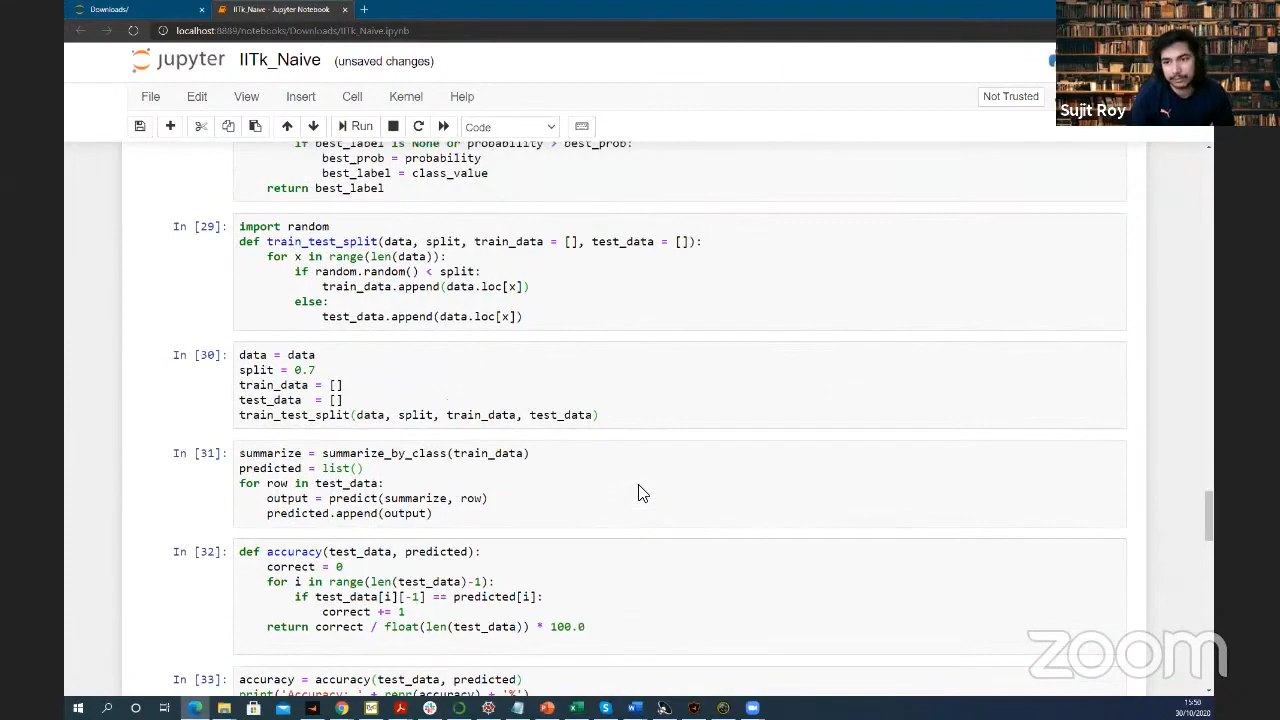 Downloads/
IITk_Naive - Jupyter Notebook
localhost:8889/notebooks/Downloads/IITk_Naive.ipynb
jupyter IITk_Naive (unsaved changes)
File Edit View Insert Cell Kernel Help
Not Trusted
Run
Code
Sujit Roy
if best_label is None or probability > best_prob:
best_prob = probability
best_label = class_value
return best_label
In [29]:
import random
def train_test_split(data, split, train_data = [], test_data = []):
for x in range(len(data)):
if random.random() < split:
train_data.append(data.loc[x])
else:
test_data.append(data.loc[x])
In [30]:
data = data
split = 0.7
train_data = []
test_data  = []
train_test_split(data, split, train_data, test_data)
In [31]:
summarize = summarize_by_class(train_data)
predicted = list()
for row in test_data:
output = predict(summarize, row)
predicted.append(output)
In [32]:
def accuracy(test_data, predicted):
correct = 0
for i in range(len(test_data)-1):
if test_data[i][-1] == predicted[i]:
correct += 1
return correct / float(len(test_data)) * 100.0
In [33]:
accuracy = accuracy(test_data, predicted)
print('Accuracy: ' + repr(accuracy) + '%')
zoom
15:50
30/10/2020